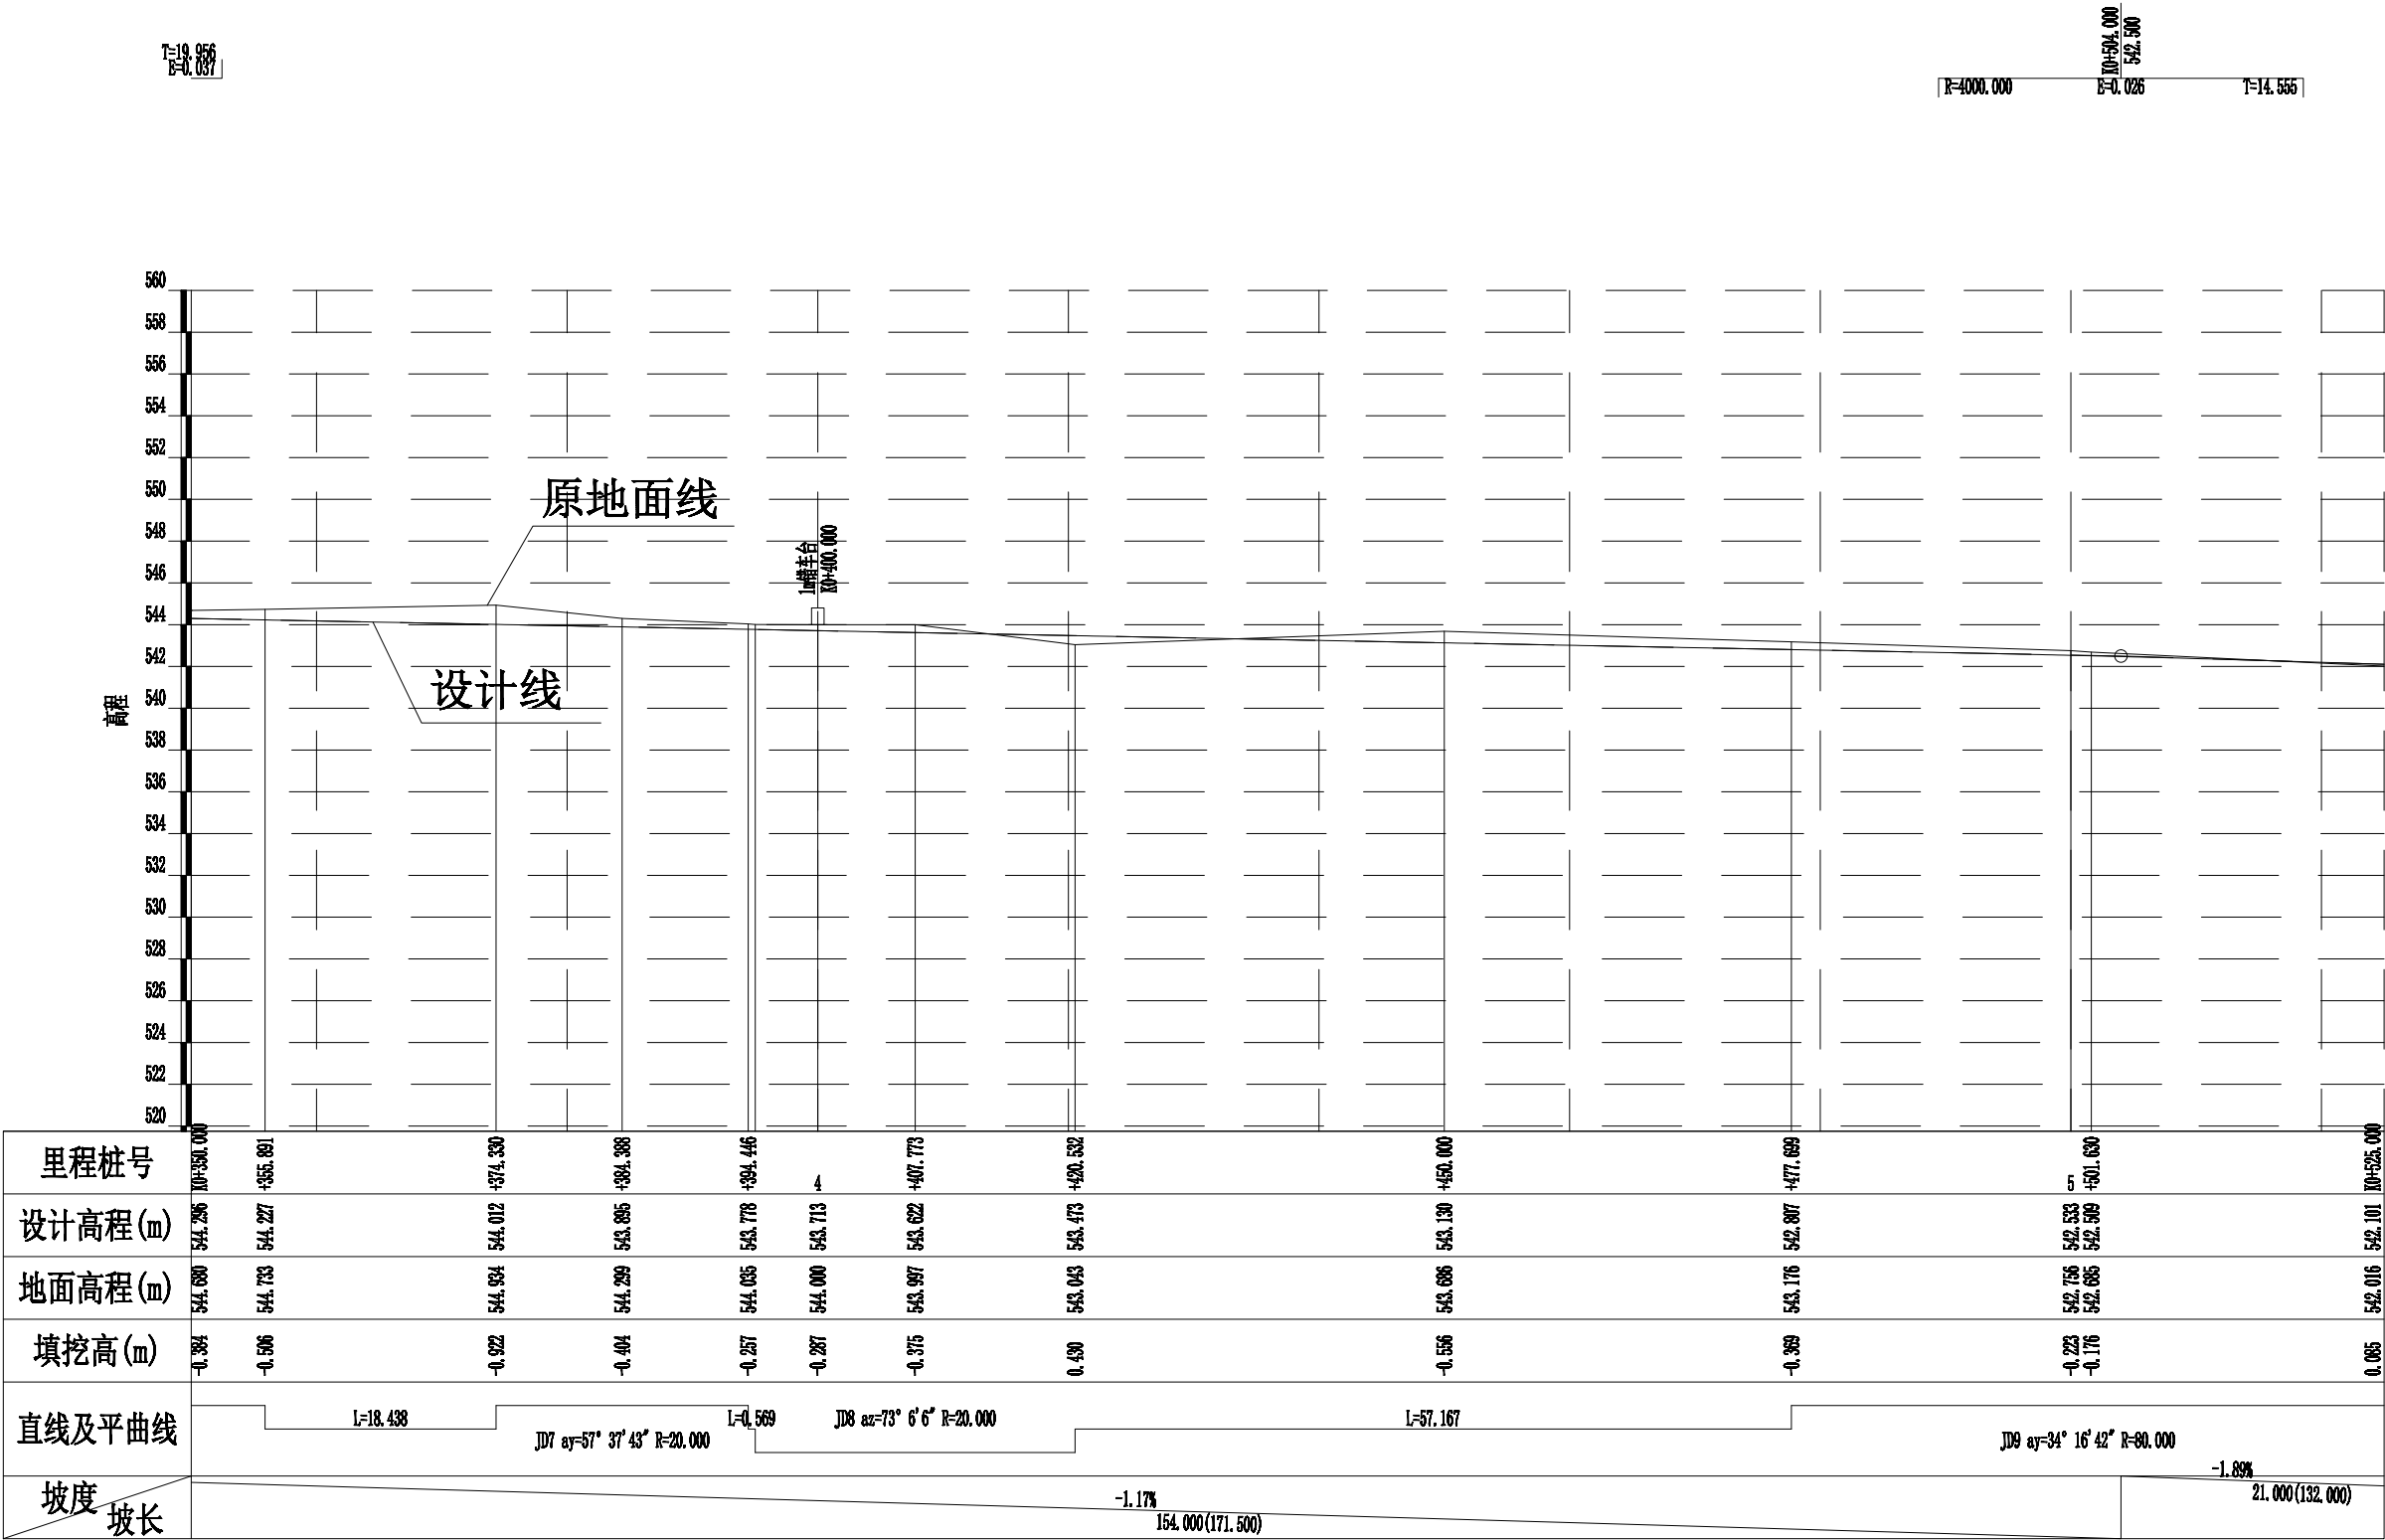 T=19.956
E=0.037
K0+504.000
542.500
R=4000.000 E=0.026 T=14.555
560
558
556
554
552
550
548
546
544
542
540
538
536
534
532
530
528
526
524
522
520
高程
原地面线
设计线
1m错车台
K0+400.000
里程桩号 K0+350.000 +355.891 +374.330 +384.388 +394.446 4 +407.773 +420.532 +450.000 +477.699 5 +501.630 K0+525.000
设计高程(m) 544.296 544.227 544.012 543.895 543.778 543.713 543.622 543.473 543.130 542.807 542.533 542.509 542.101
地面高程(m) 544.680 544.733 544.934 544.299 544.035 544.000 543.997 543.043 543.686 543.176 542.756 542.685 542.016
填挖高(m) -0.384 -0.506 -0.922 -0.404 -0.257 -0.287 -0.375 0.430 -0.556 -0.369 -0.223 -0.176 0.085
直线及平曲线 L=18.438 L=0.569 JD8 az=73° 6'6" R=20.000 L=57.167
JD7 ay=57° 37'43" R=20.000 JD9 ay=34° 16'42" R=80.000
坡度 -1.17% -1.89%
坡长 154.000(171.500) 21.000(132.000)